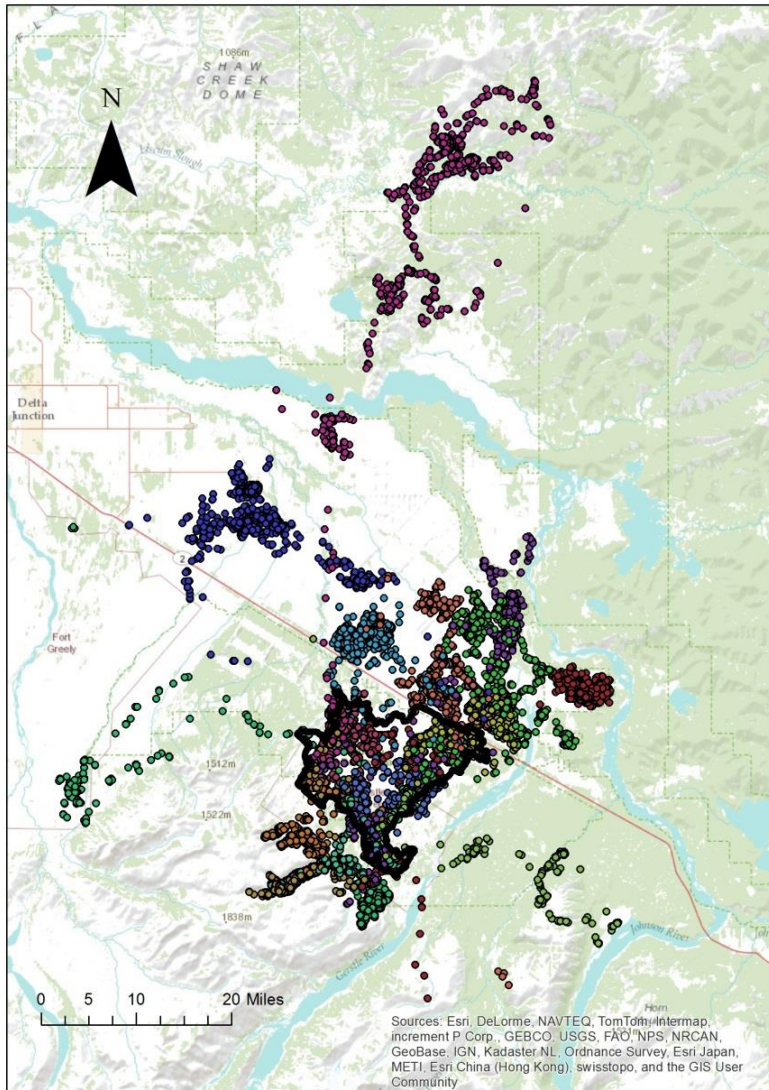 1086m
SHAW
CREEK
DOME
N
Delta
Junction
2
Fort
Greely
1512m
1522m
1838m
Gerstle River
Johnson River
0 5 10 20 Miles
Sources: Esri, DeLorme, NAVTEQ, TomTom, Intermap,
increment P Corp., GEBCO, USGS, FAO, NPS, NRCAN,
GeoBase, IGN, Kadaster NL, Ordnance Survey, Esri Japan,
METI, Esri China (Hong Kong), swisstopo, and the GIS User
Community